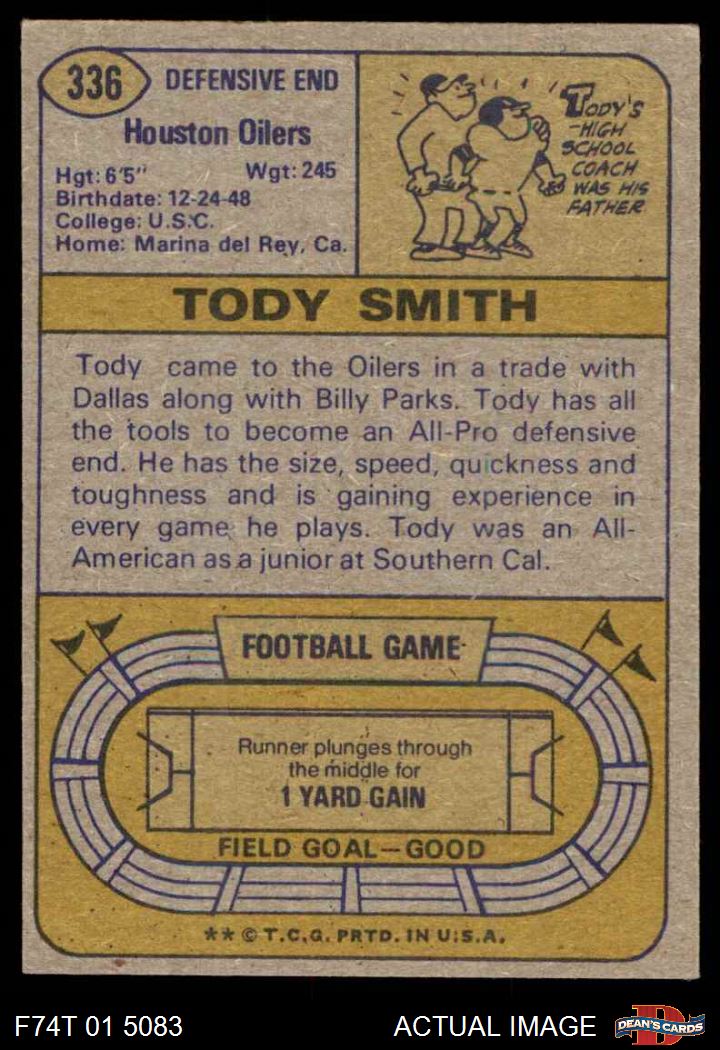 336
DEFENSIVE END
Houston Oilers
Hgt: 6'5" Wgt: 245
Birthdate: 12-24-48
College: U.S.C.
Home: Marina del Rey, Ca.
TODY'S
HIGH
SCHOOL
COACH
WAS HIS
FATHER
TODY SMITH
Tody came to the Oilers in a trade with
Dallas along with Billy Parks. Tody has all
the tools to become an All-Pro defensive
end. He has the size, speed, quickness and
toughness and is gaining experience in
every game he plays. Tody was an All-
American as a junior at Southern Cal.
FOOTBALL GAME
Runner plunges through
the middle for
1 YARD GAIN
FIELD GOAL—GOOD
** © T.C.G. PRTD. IN U.S.A.
F74T 01 5083
ACTUAL IMAGE
D
DEAN'S CARDS